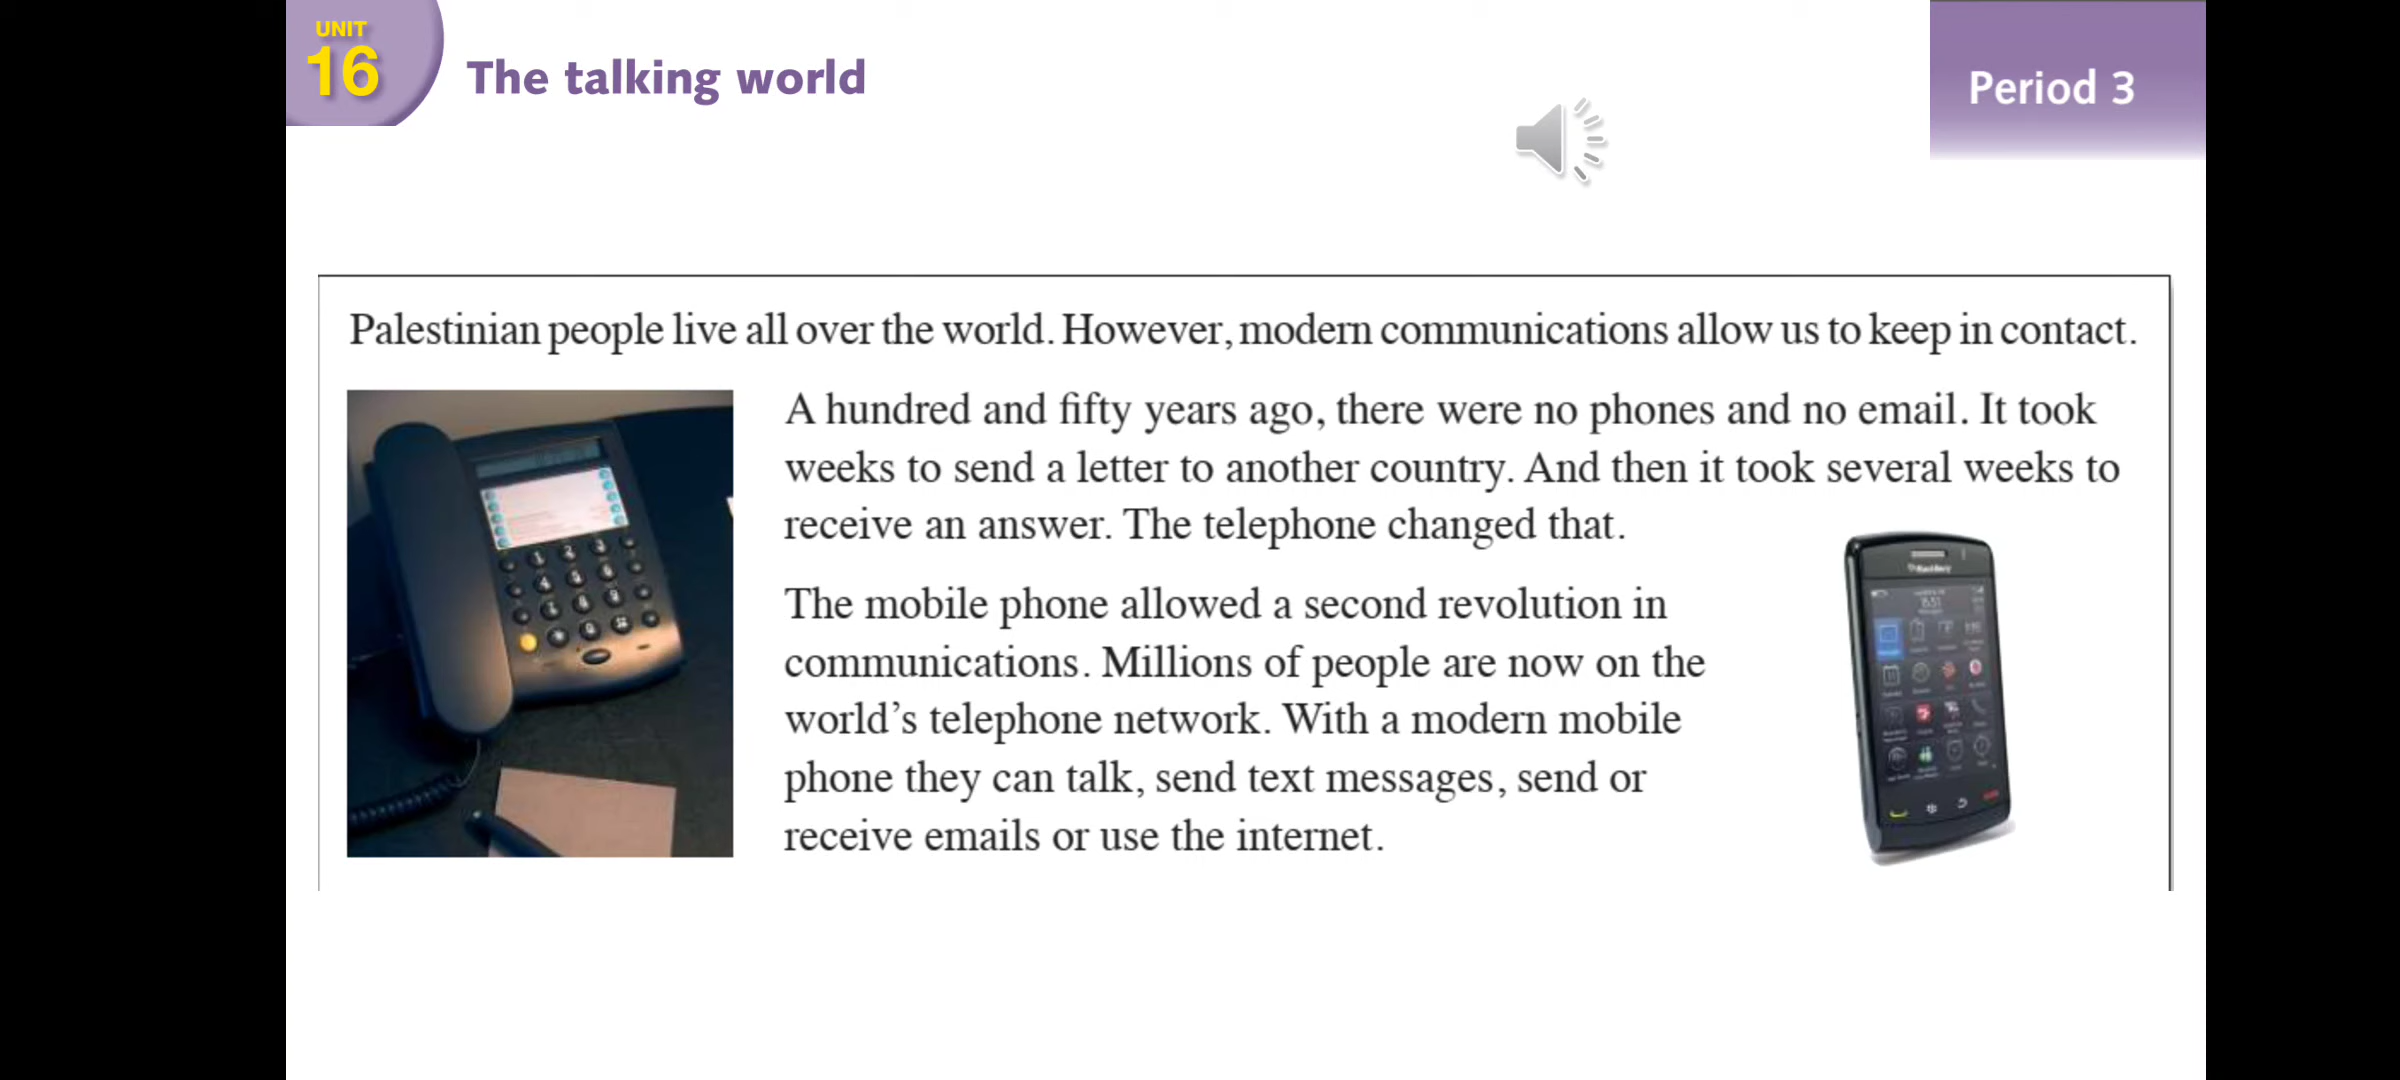 UNIT
16
The talking world
Period 3
Palestinian people live all over the world. However, modern communications allow us to keep in contact.
A hundred and fifty years ago, there were no phones and no email. It took
weeks to send a letter to another country. And then it took several weeks to
receive an answer. The telephone changed that.
The mobile phone allowed a second revolution in
communications. Millions of people are now on the
world’s telephone network. With a modern mobile
phone they can talk, send text messages, send or
receive emails or use the internet.
BlackBerry